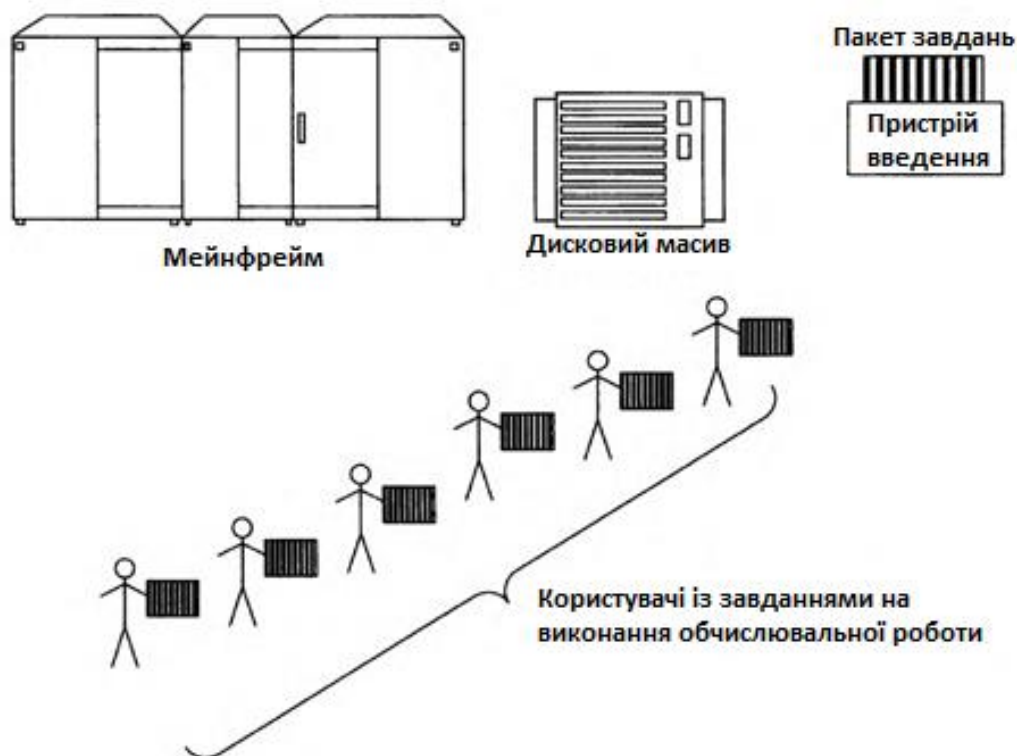 Пакет завдань
Пристрій
введення
Мейнфрейм
Дисковий масив
Користувачі із завданнями на
виконання обчислювальної роботи